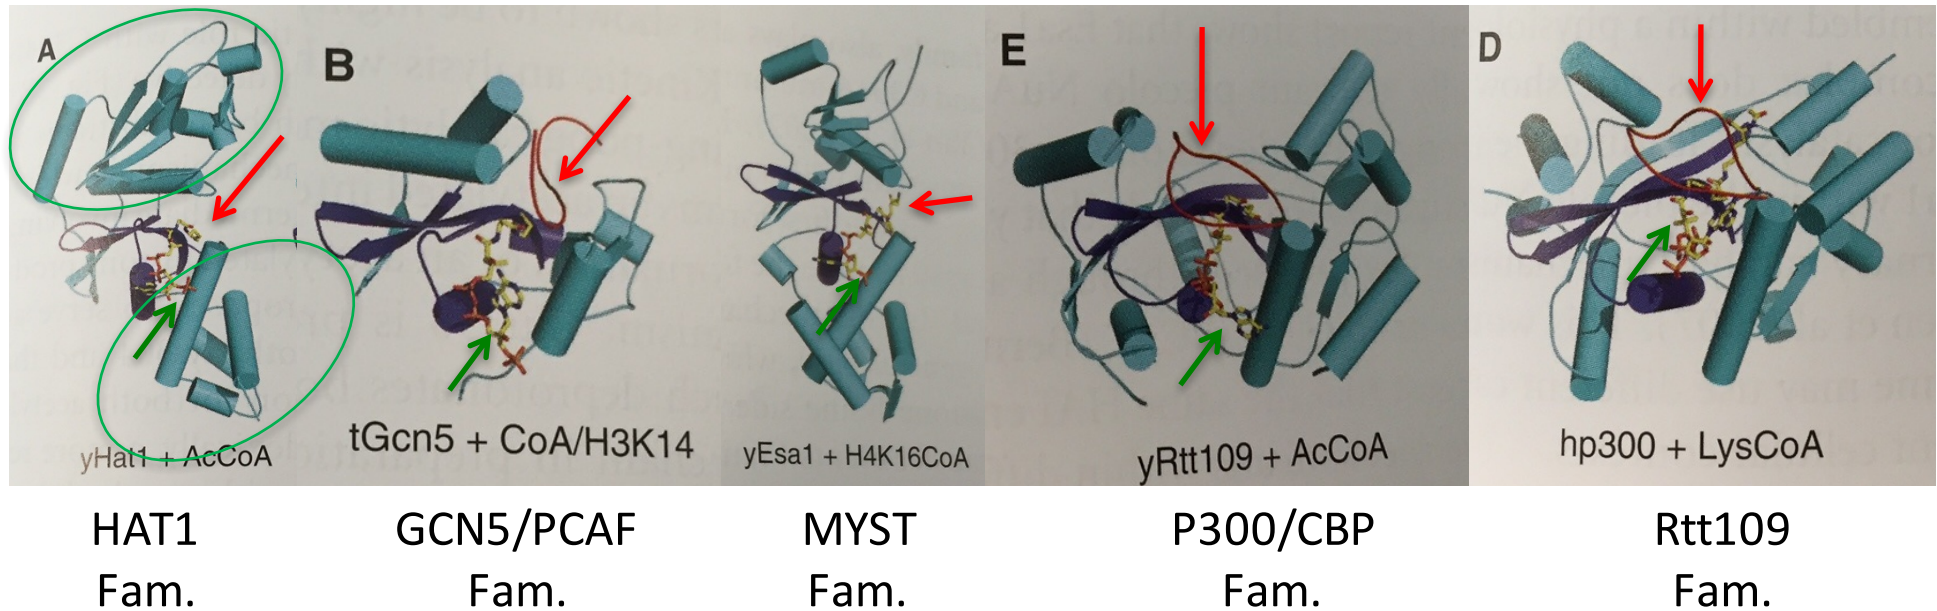 A
B
E
D
yHat1 + AcCoA
tGcn5 + CoA/H3K14
yEsa1 + H4K16CoA
yRtt109 + AcCoA
hp300 + LysCoA
HAT1
Fam.
GCN5/PCAF
Fam.
MYST
Fam.
P300/CBP
Fam.
Rtt109
Fam.